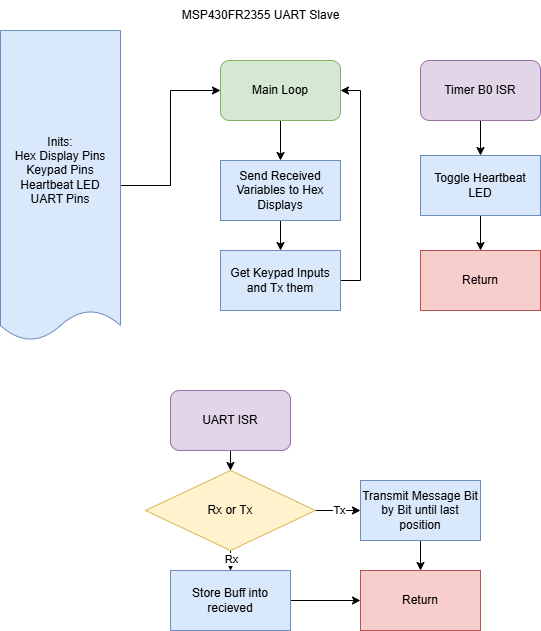 MSP430FR2355 UART Slave
Inits:
Hex Display Pins
Keypad Pins
Heartbeat LED
UART Pins
Main Loop
Send Received
Variables to Hex
Displays
Get Keypad Inputs
and Tx them
Timer B0 ISR
Toggle Heartbeat
LED
Return
UART ISR
Rx or Tx
Tx
Transmit Message Bit
by Bit until last
position
Rx
Store Buff into
recieved
Return